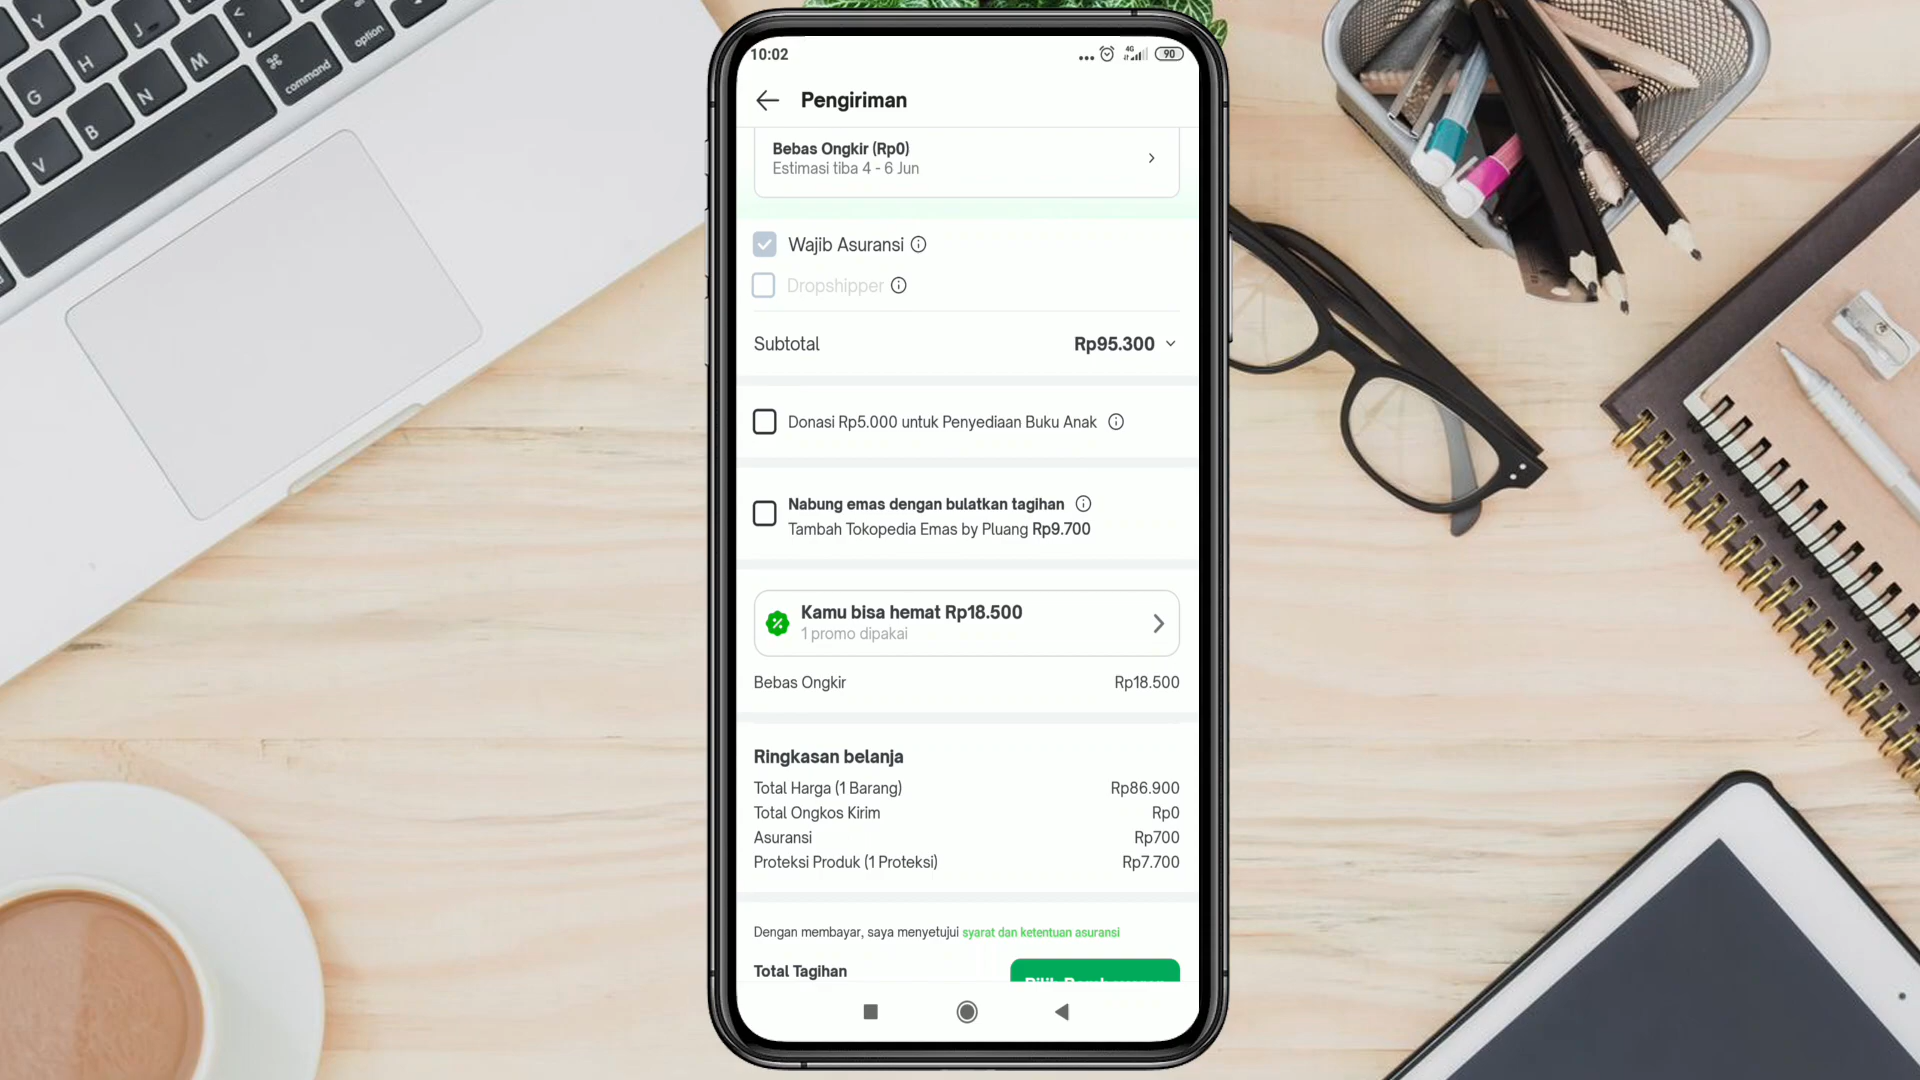 10:02
4G
90
Pengiriman
Bebas Ongkir (Rp0)
Estimasi tiba 4 - 6 Jun
Wajib Asuransi
Dropshipper
Subtotal
Rp95.300
Donasi Rp5.000 untuk Penyediaan Buku Anak
Nabung emas dengan bulatkan tagihan
Tambah Tokopedia Emas by Pluang Rp9.700
Kamu bisa hemat Rp18.500
1 promo dipakai
Bebas Ongkir
Rp18.500
Ringkasan belanja
Total Harga (1 Barang)
Rp86.900
Total Ongkos Kirim
Rp0
Asuransi
Rp700
Proteksi Produk (1 Proteksi)
Rp7.700
Dengan membayar, saya menyetujui syarat dan ketentuan asuransi
Total Tagihan
Y
H
J
<
G
N
M
command
option
B
V